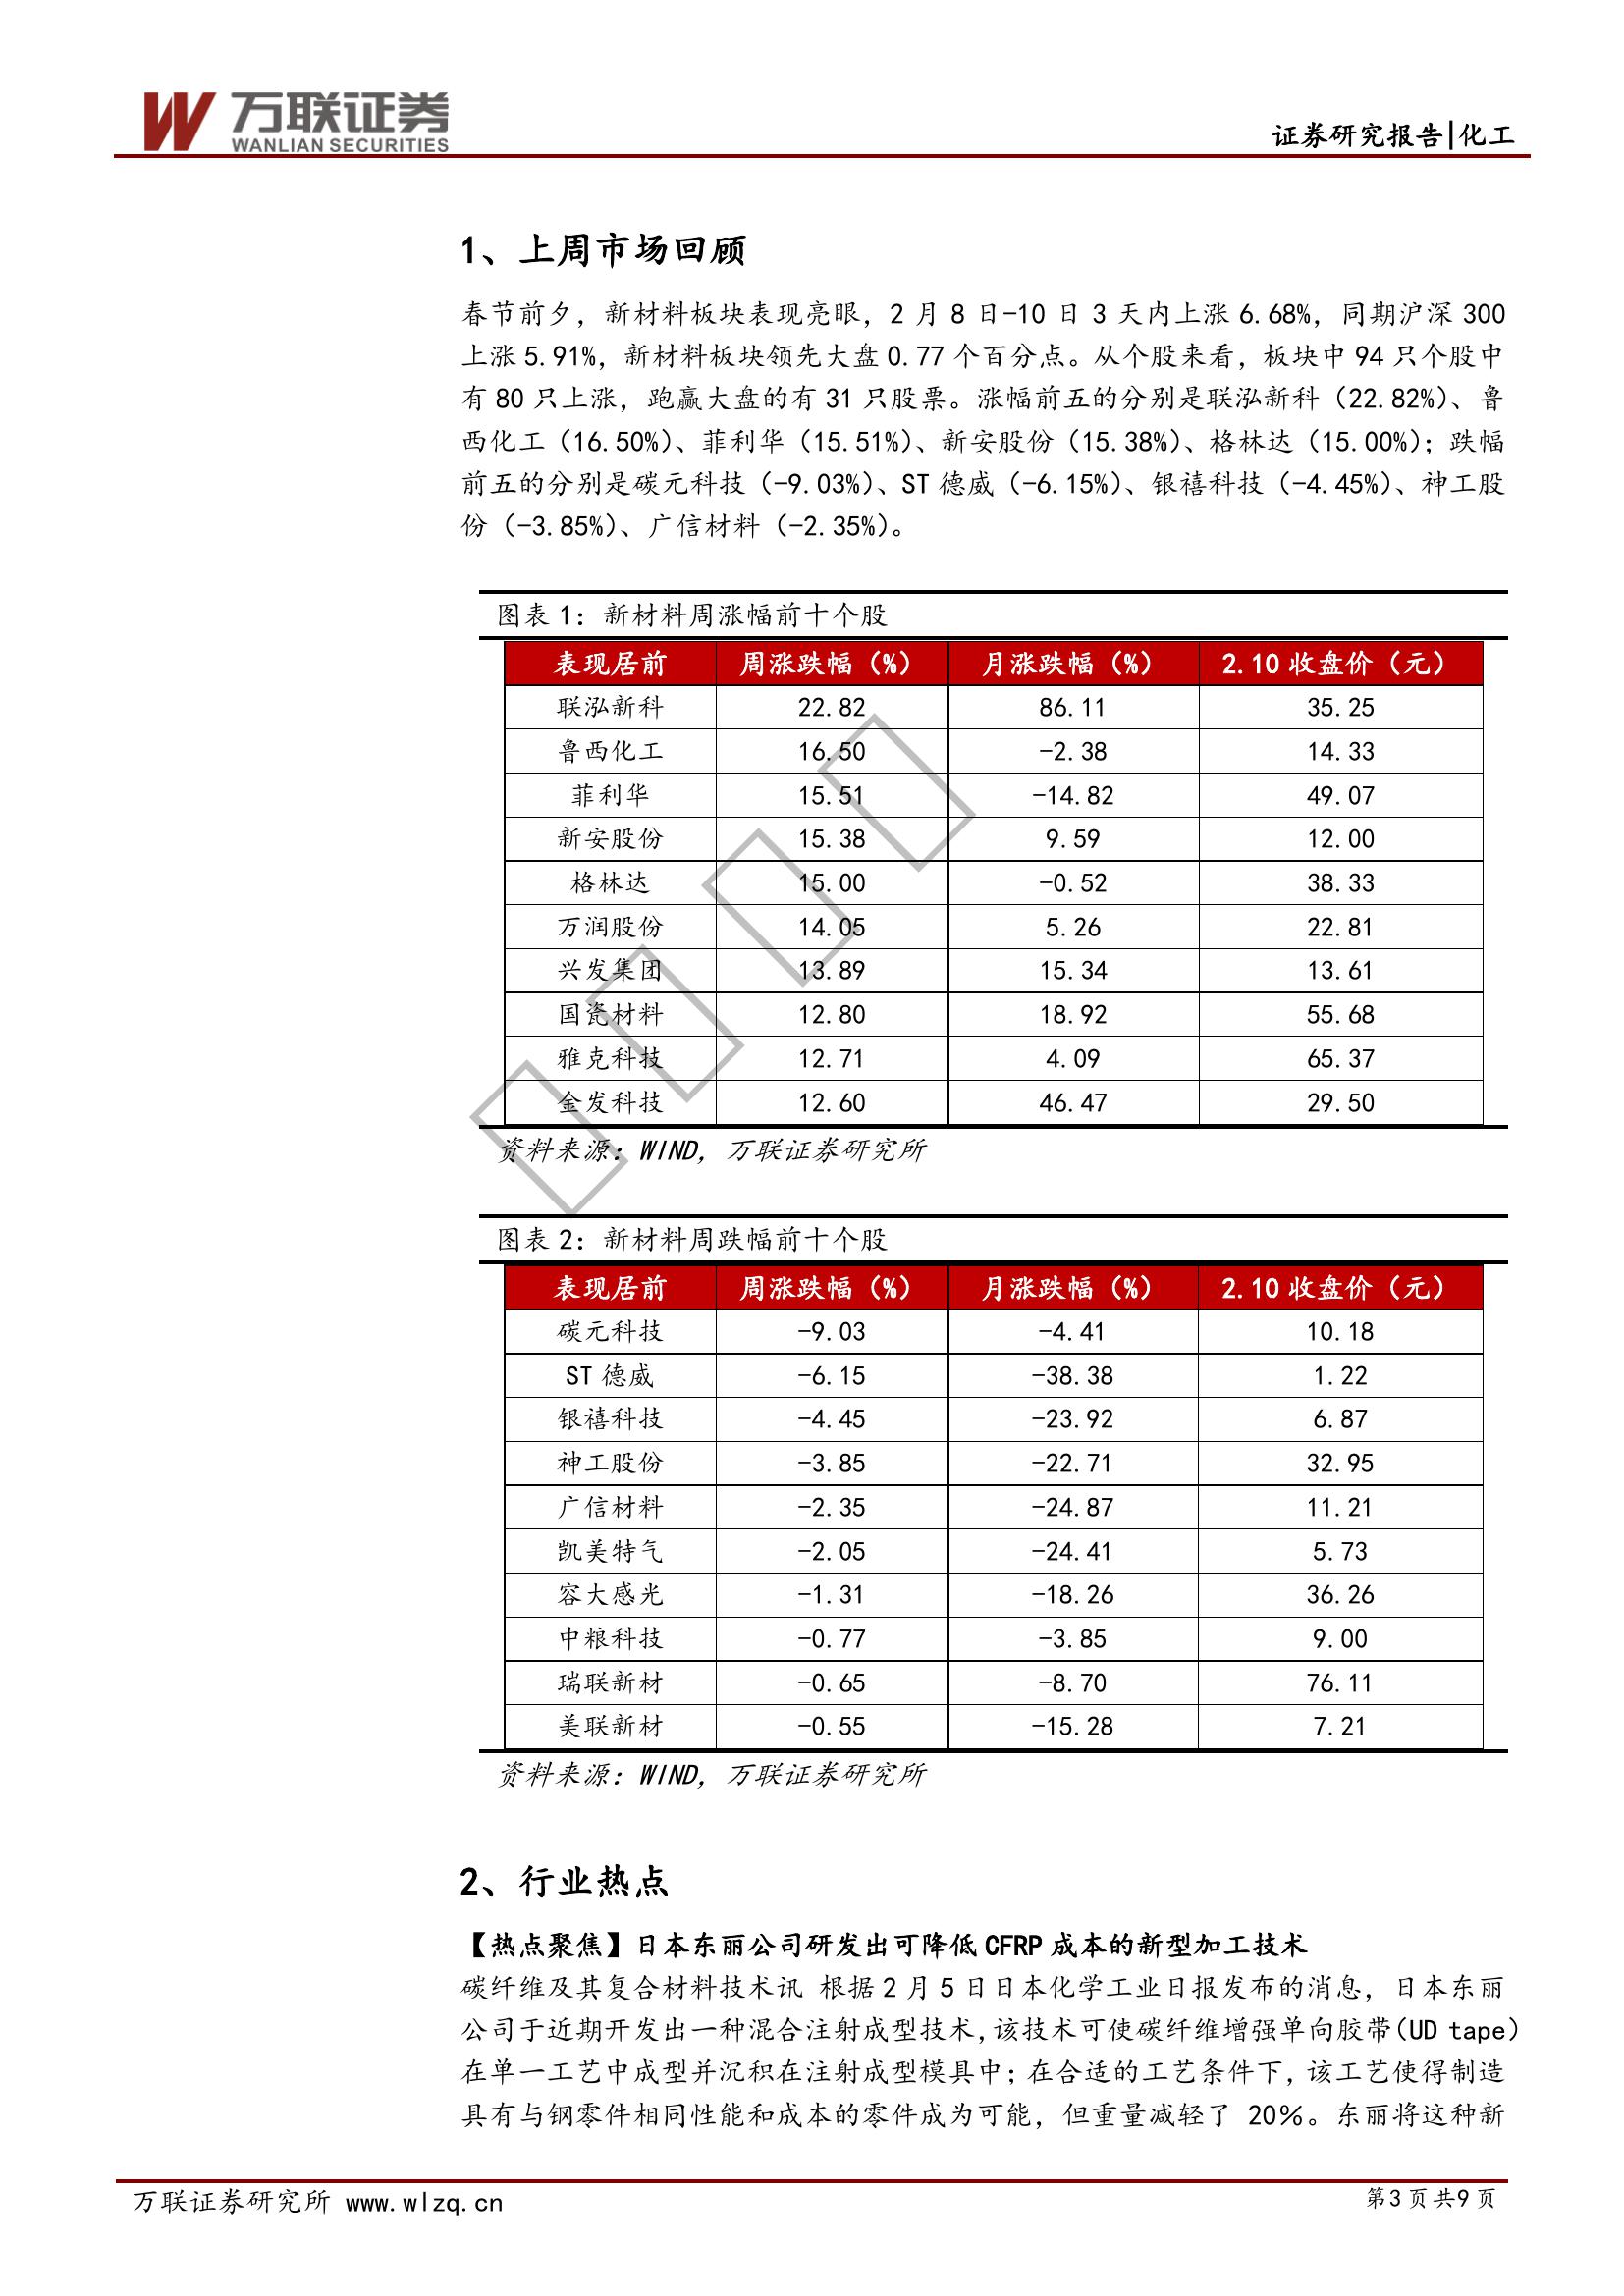 万联证券
WANLIAN SECURITIES
证券研究报告|化工
1、上周市场回顾
春节前夕，新材料板块表现亮眼，2 月 8 日-10 日 3 天内上涨 6.68%，同期沪深 300
上涨 5.91%，新材料板块领先大盘 0.77 个百分点。从个股来看，板块中 94 只个股中
有 80 只上涨，跑赢大盘的有 31 只股票。涨幅前五的分别是联泓新科（22.82%）、鲁
西化工（16.50%）、菲利华（15.51%）、新安股份（15.38%）、格林达（15.00%）；跌幅
前五的分别是碳元科技（-9.03%）、ST 德威（-6.15%）、银禧科技（-4.45%）、神工股
份（-3.85%）、广信材料（-2.35%）。
图表 1：新材料周涨幅前十个股
表现居前 周涨跌幅（%） 月涨跌幅（%） 2.10 收盘价（元）
联泓新科 22.82 86.11 35.25
鲁西化工 16.50 -2.38 14.33
菲利华 15.51 -14.82 49.07
新安股份 15.38 9.59 12.00
格林达 15.00 -0.52 38.33
万润股份 14.05 5.26 22.81
兴发集团 13.89 15.34 13.61
国瓷材料 12.80 18.92 55.68
雅克科技 12.71 4.09 65.37
金发科技 12.60 46.47 29.50
资料来源：WIND，万联证券研究所
图表 2：新材料周跌幅前十个股
表现居前 周涨跌幅（%） 月涨跌幅（%） 2.10 收盘价（元）
碳元科技 -9.03 -4.41 10.18
ST 德威 -6.15 -38.38 1.22
银禧科技 -4.45 -23.92 6.87
神工股份 -3.85 -22.71 32.95
广信材料 -2.35 -24.87 11.21
凯美特气 -2.05 -24.41 5.73
容大感光 -1.31 -18.26 36.26
中粮科技 -0.77 -3.85 9.00
瑞联新材 -0.65 -8.70 76.11
美联新材 -0.55 -15.28 7.21
资料来源：WIND，万联证券研究所
2、行业热点
【热点聚焦】日本东丽公司研发出可降低 CFRP 成本的新型加工技术
碳纤维及其复合材料技术讯 根据 2 月 5 日日本化学工业日报发布的消息，日本东丽
公司于近期开发出一种混合注射成型技术，该技术可使碳纤维增强单向胶带（UD tape）
在单一工艺中成型并沉积在注射成型模具中；在合适的工艺条件下，该工艺使得制造
具有与钢零件相同性能和成本的零件成为可能，但重量减轻了 20％。东丽将这种新
万联证券研究所 www.wlzq.cn
第 3 页 共 9 页